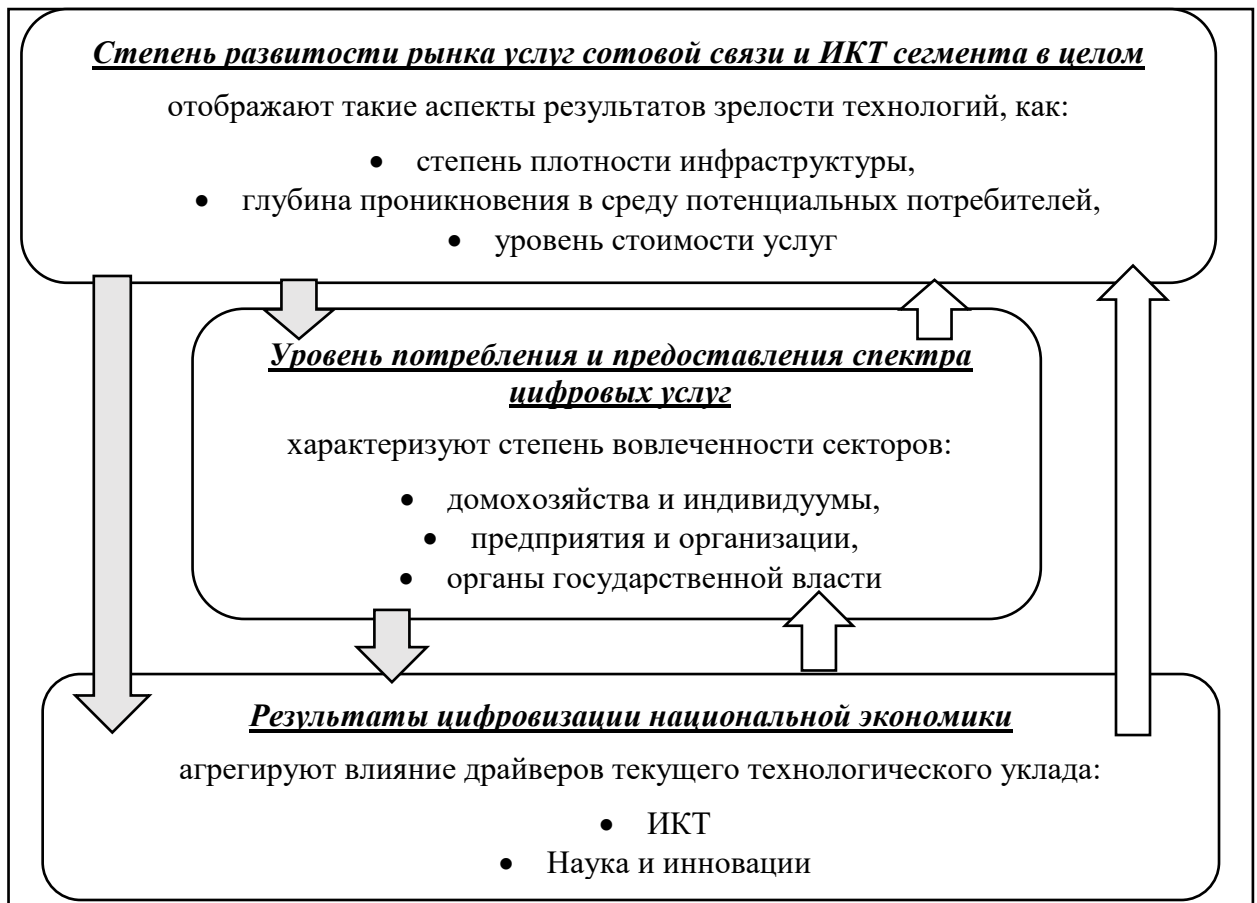 Степень развитости рынка услуг сотовой связи и ИКТ сегмента в целом
отображают такие аспекты результатов зрелости технологий, как:
• степень плотности инфраструктуры,
• глубина проникновения в среду потенциальных потребителей,
• уровень стоимости услуг
Уровень потребления и предоставления спектра
цифровых услуг
характеризуют степень вовлеченности секторов:
• домохозяйства и индивидуумы,
• предприятия и организации,
• органы государственной власти
Результаты цифровизации национальной экономики
агрегируют влияние драйверов текущего технологического уклада:
• ИКТ
• Наука и инновации